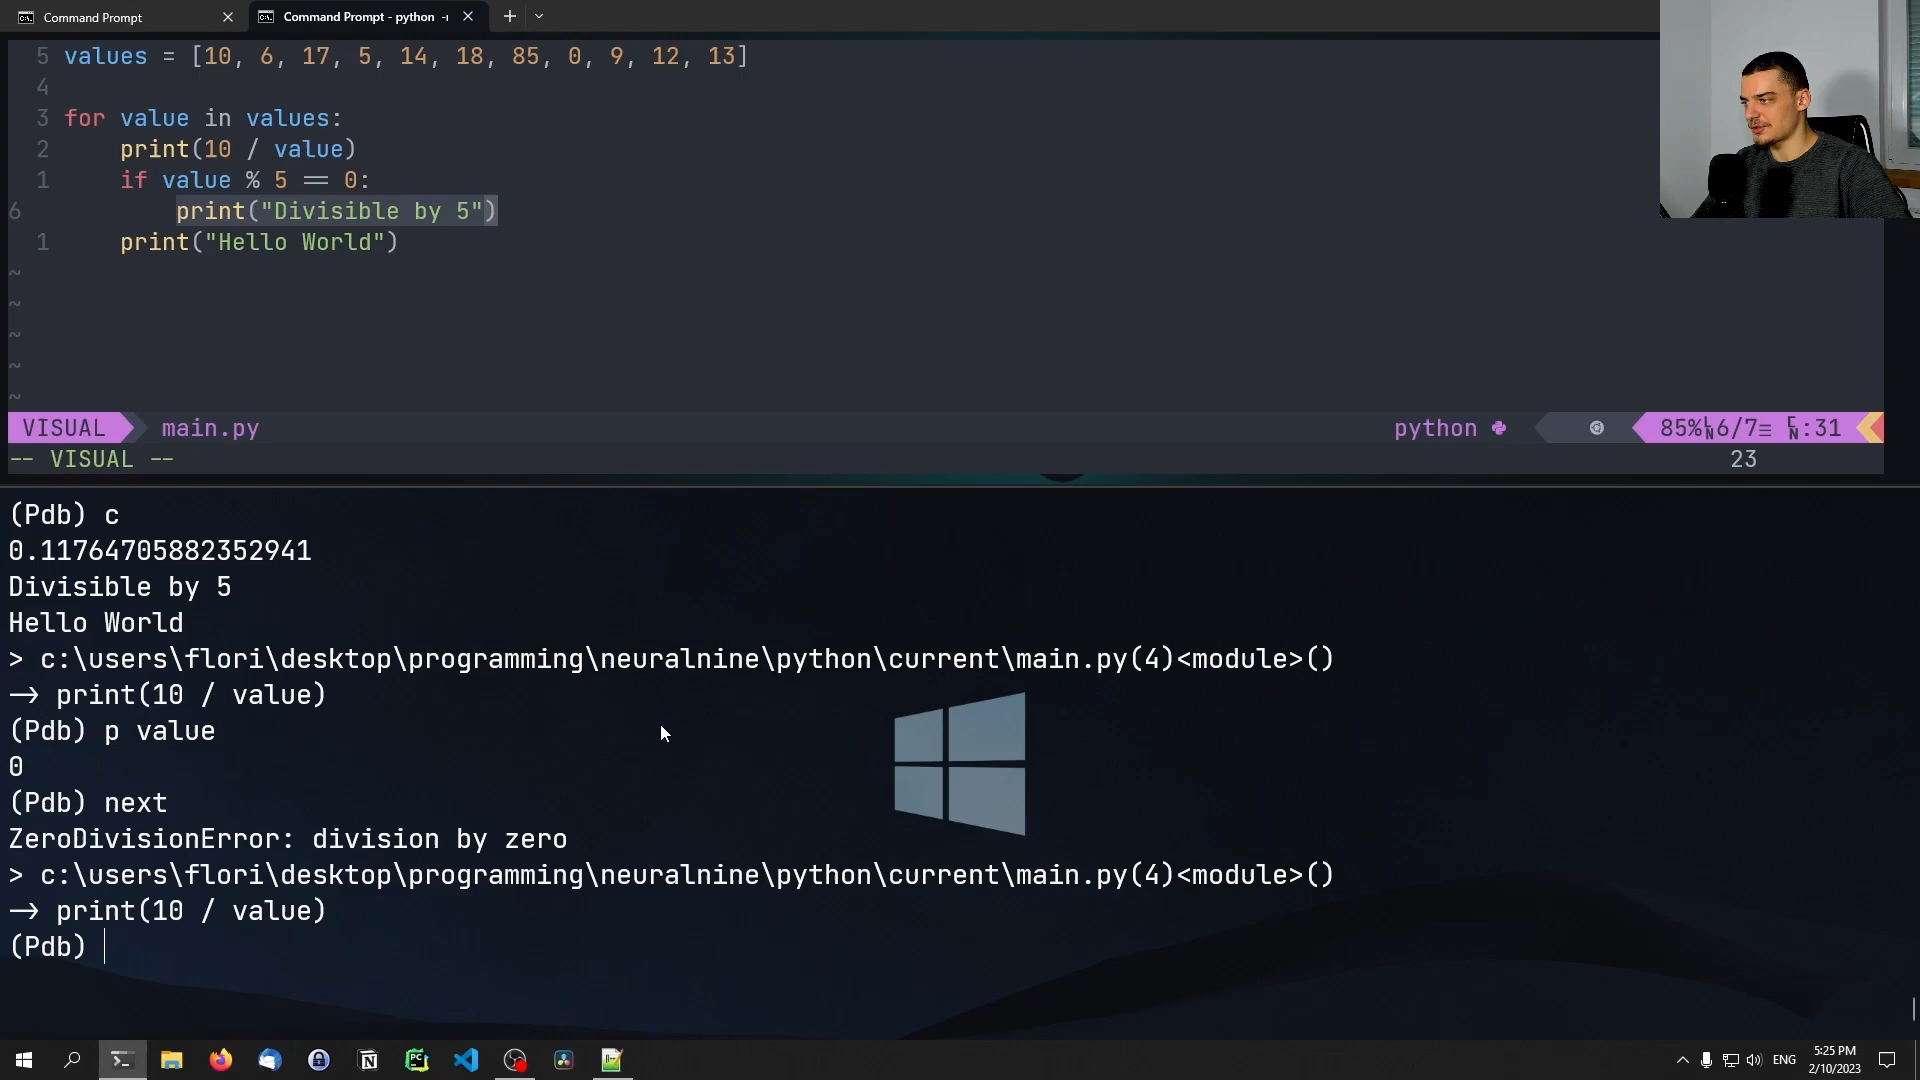 Command Prompt
Command Prompt - python
5 values = [10, 6, 17, 5, 14, 18, 85, 0, 9, 12, 13]
4
3 for value in values:
2 print(10 / value)
1 if value % 5 == 0:
6 print("Divisible by 5")
1 print("Hello World")
~
~
~
~
~
VISUAL main.py python 85% LN 6/7≡ CN:31
-- VISUAL -- 23
(Pdb) c
0.11764705882352941
Divisible by 5
Hello World
> c:\users\flori\desktop\programming\neuralnine\python\current\main.py(4)<module>()
-> print(10 / value)
(Pdb) p value
0
(Pdb) next
ZeroDivisionError: division by zero
> c:\users\flori\desktop\programming\neuralnine\python\current\main.py(4)<module>()
-> print(10 / value)
(Pdb)
ENG
5:25 PM
2/10/2023